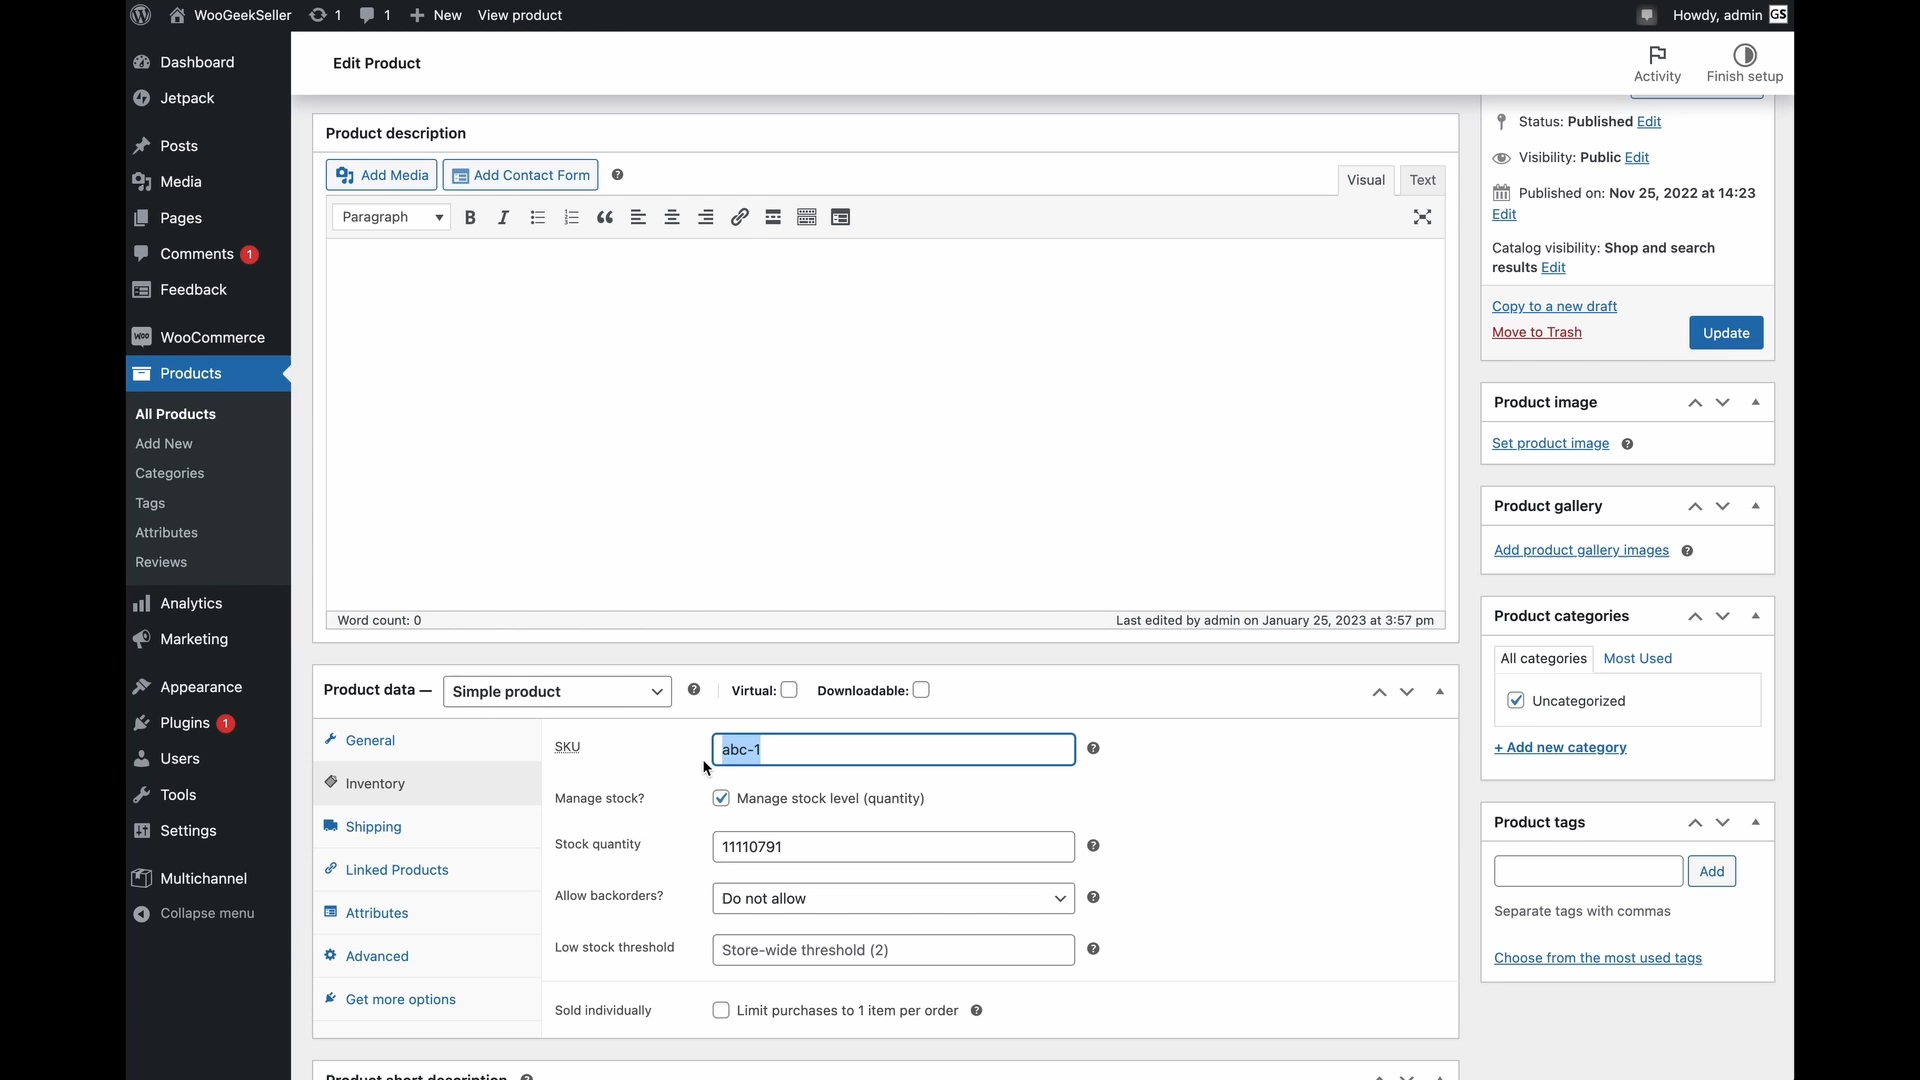 WooGeekSeller 1 1 New View product Howdy, admin GS
Dashboard
Jetpack
Posts
Media
Pages
Comments 1
Feedback
WOO WooCommerce
Products
All Products
Add New
Categories
Tags
Attributes
Reviews
Analytics
Marketing
Appearance
Plugins 1
Users
Tools
Settings
Multichannel
Collapse menu
Edit Product
Activity
Finish setup
Product description
Add Media Add Contact Form ?
Visual Text
Paragraph B I
Word count: 0 Last edited by admin on January 25, 2023 at 3:57 pm
Product data — Simple product ? Virtual: Downloadable:
General
Inventory
Shipping
Linked Products
Attributes
Advanced
Get more options
SKU abc-1 ?
Manage stock? Manage stock level (quantity)
Stock quantity 11110791 ?
Allow backorders? Do not allow ?
Low stock threshold Store-wide threshold (2) ?
Sold individually Limit purchases to 1 item per order ?
Product short description ?
Status: Published Edit
Visibility: Public Edit
Published on: Nov 25, 2022 at 14:23
Edit
Catalog visibility: Shop and search
results Edit
Copy to a new draft
Move to Trash
Update
Product image
Set product image ?
Product gallery
Add product gallery images ?
Product categories
All categories Most Used
Uncategorized
+ Add new category
Product tags
Add
Separate tags with commas
Choose from the most used tags